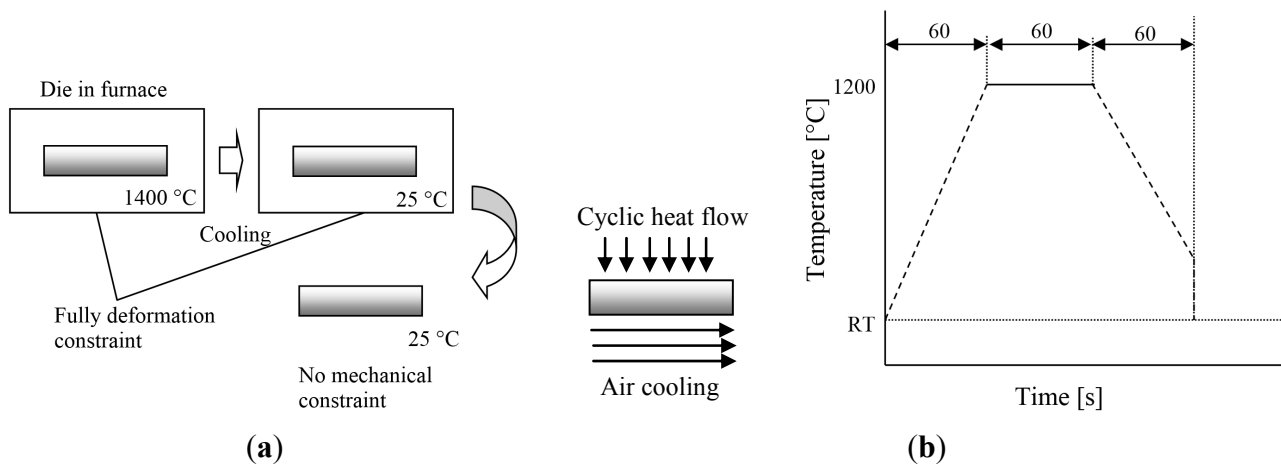 Die in furnace
1400 °C
25 °C
Cooling
Fully deformation
constraint
25 °C
No mechanical
constraint
Cyclic heat flow
Air cooling
(a)
60
60
60
1200
RT
Temperature [°C]
Time [s]
(b)